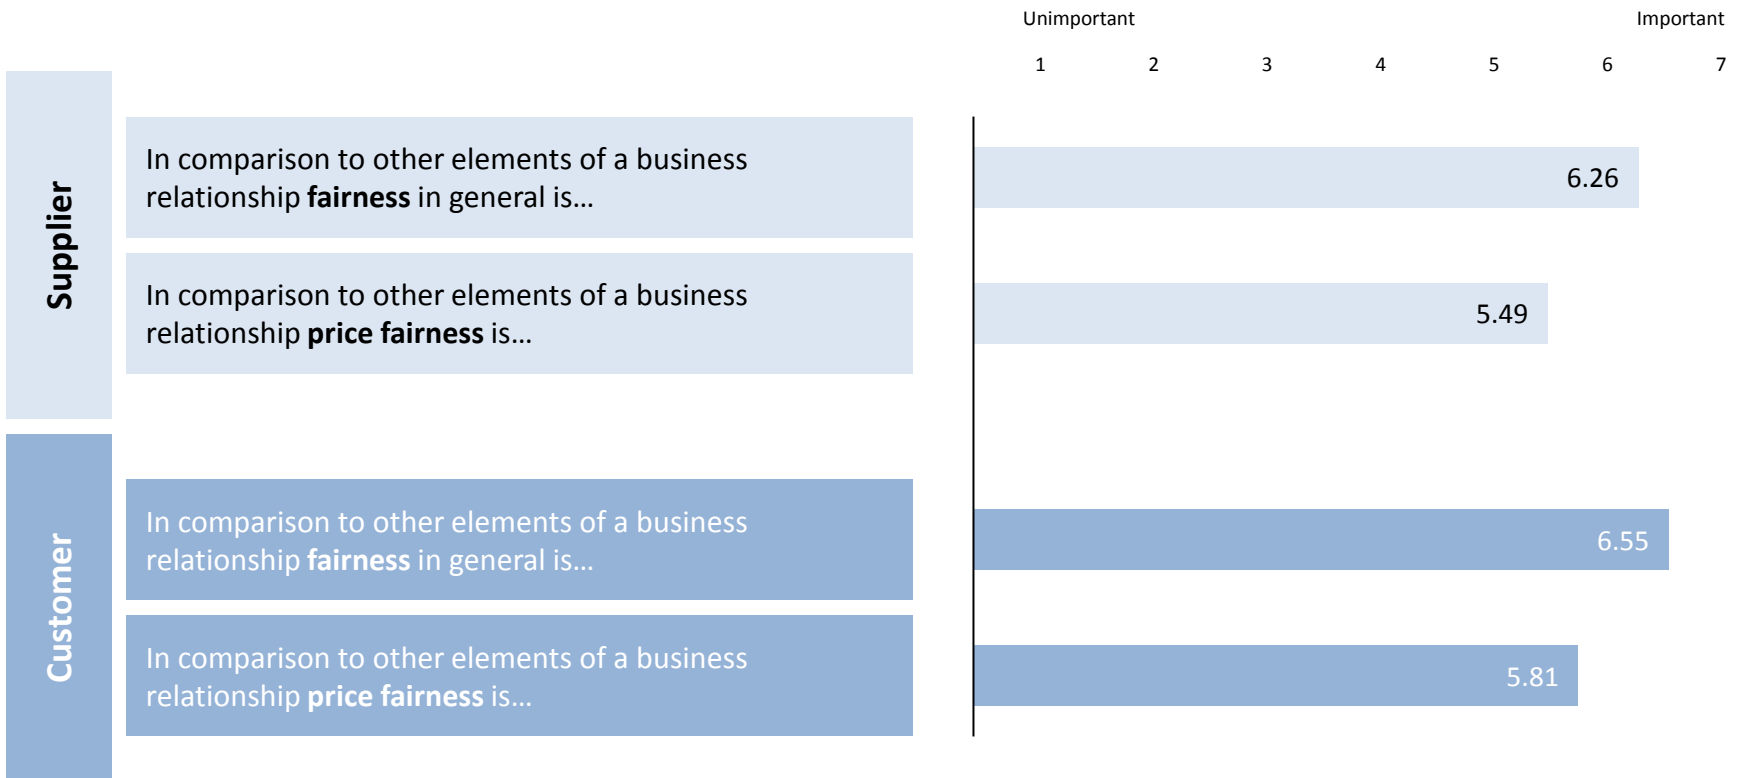 Unimportant Important
1 2 3 4 5 6 7
Supplier
In comparison to other elements of a business
relationship fairness in general is...
6.26
In comparison to other elements of a business
relationship price fairness is...
5.49
Customer
In comparison to other elements of a business
relationship fairness in general is...
6.55
In comparison to other elements of a business
relationship price fairness is...
5.81